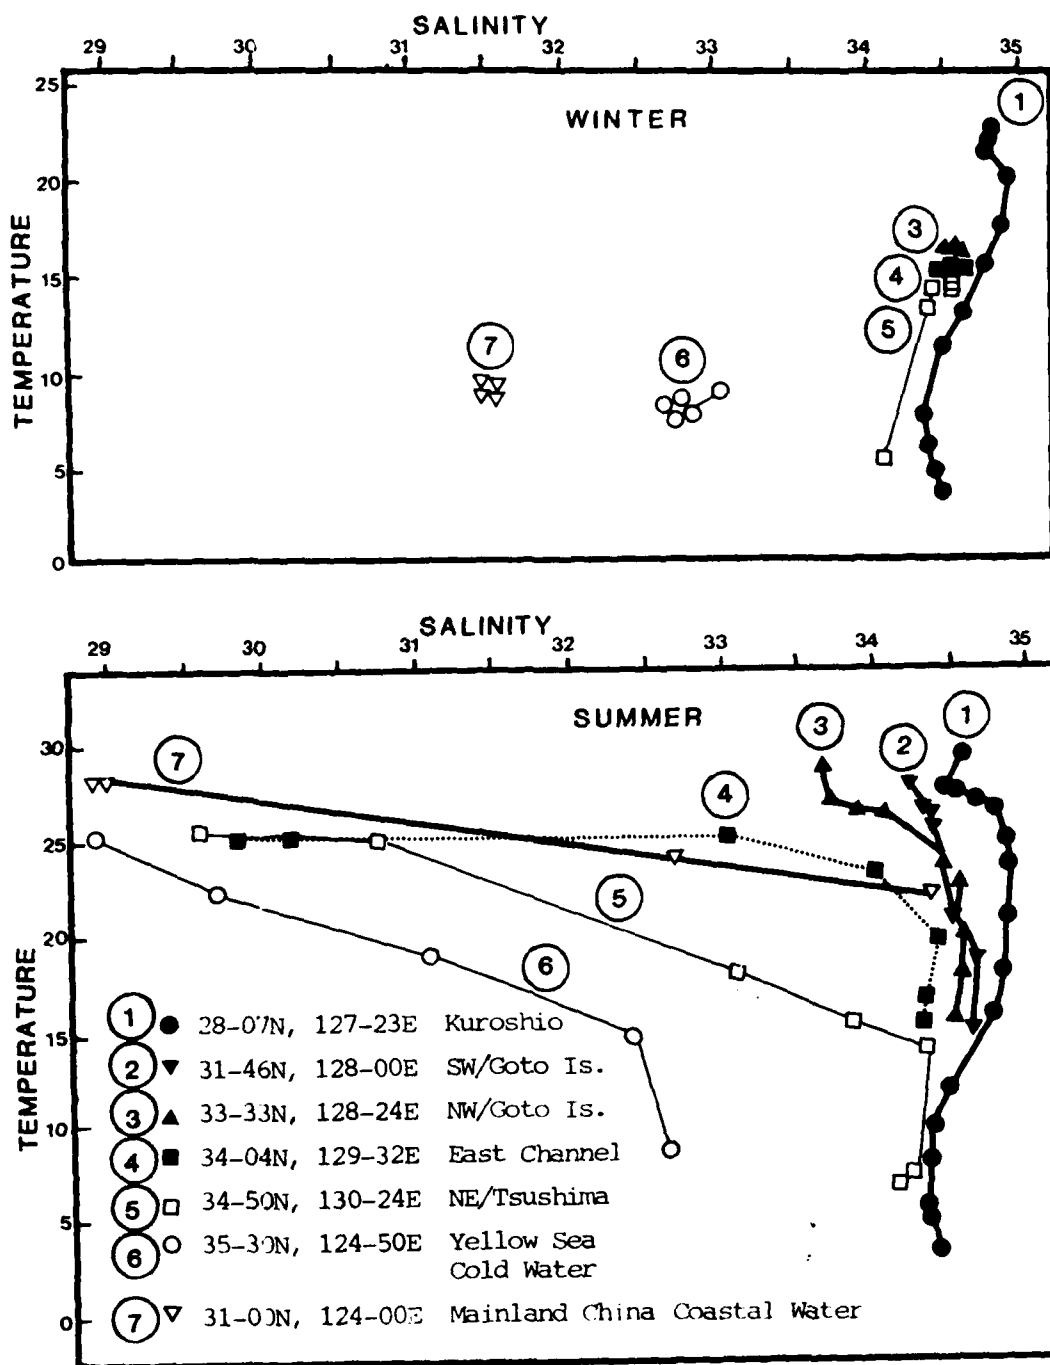 SALINITY
29 30 31 32 33 34 35
WINTER
TEMPERATURE
25
20
15
10
5
0
1
3
4
5
6
7
SALINITY
29 30 31 32 33 34 35
SUMMER
TEMPERATURE
30
25
20
15
10
5
0
1
2
3
4
5
6
7
1 28-07N, 127-23E Kuroshio
2 31-46N, 128-00E SW/Goto Is.
3 33-33N, 128-24E NW/Goto Is.
4 34-04N, 129-32E East Channel
5 34-50N, 130-24E NE/Tsushima
6 35-30N, 124-50E Yellow Sea
Cold Water
7 31-00N, 124-00E Mainland China Coastal Water